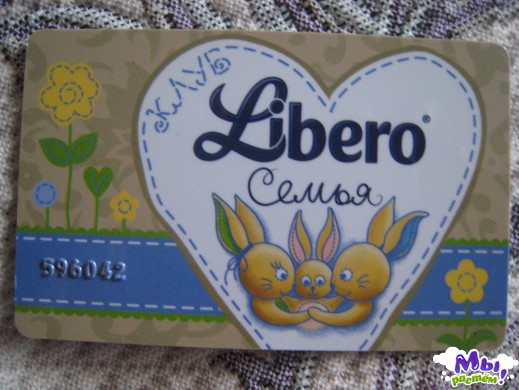 КЛУБ
Libero®
Семья
596042
Мы
растём!